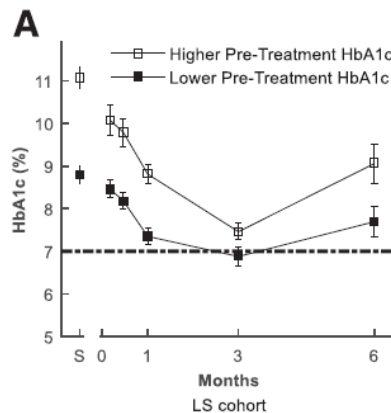 A
Higher Pre-Treatment HbA1c
Lower Pre-Treatment HbA1c
HbA1c (%)
11
10
9
8
7
6
5
S 0 1 3 6
Months
LS cohort